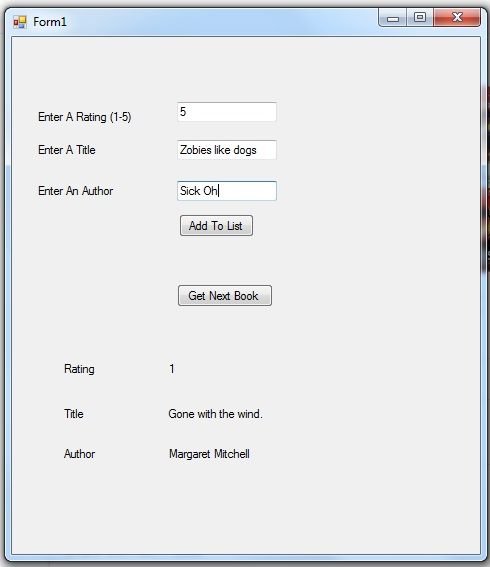 Form1
Enter A Rating (1-5) 5
Enter A Title Zobies like dogs
Enter An Author Sick Oh
Add To List
Get Next Book
Rating 1
Title Gone with the wind.
Author Margaret Mitchell